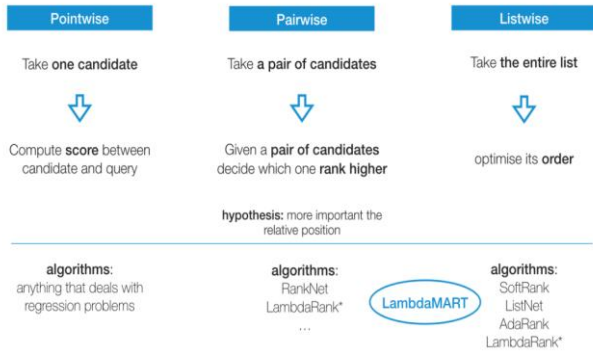 Pointwise
Take one candidate
Compute score between
candidate and query
algorithms:
anything that deals with
regression problems
Pairwise
Take a pair of candidates
Given a pair of candidates
decide which one rank higher
hypothesis: more important the
relative position
algorithms:
RankNet
LambdaRank*
...
LambdaMART
Listwise
Take the entire list
optimise its order
algorithms:
SoftRank
ListNet
AdaRank
LambdaRank*